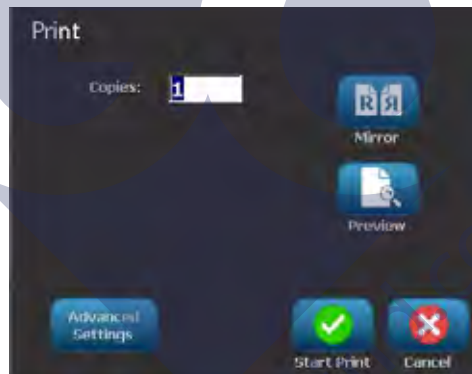 Print
Copies: 1
R Я
Mirror
Preview
Advanced
Settings
Start Print
Cancel